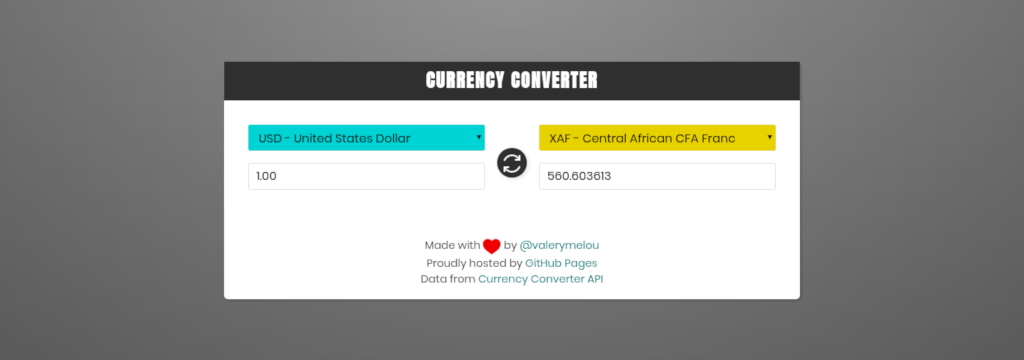 CURRENCY CONVERTER
USD - United States Dollar
XAF - Central African CFA Franc
1.00
560.603613
Made with by @valerymelou
Proudly hosted by GitHub Pages
Data from Currency Converter API